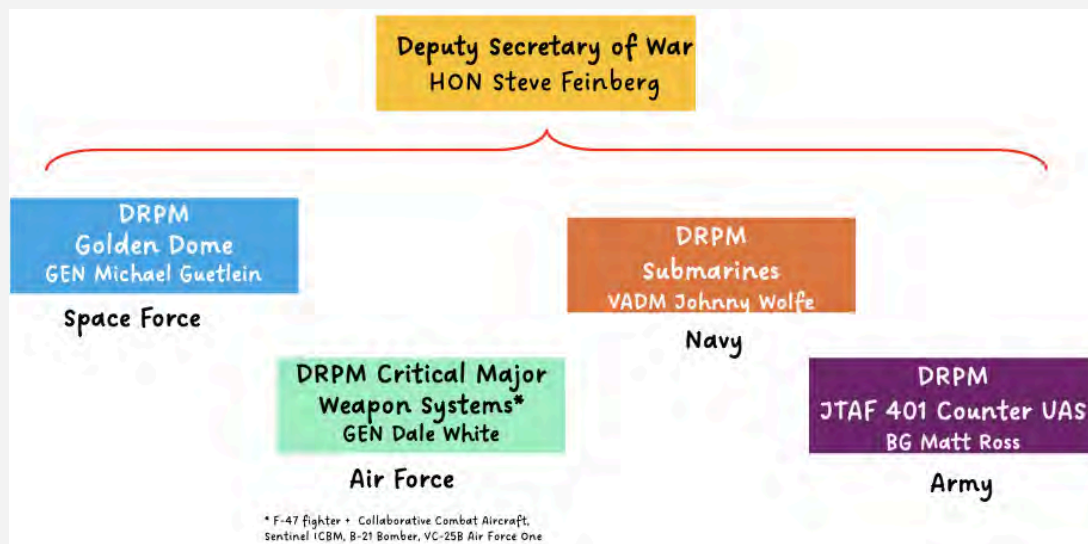 Deputy Secretary of War
HON Steve Feinberg
DRPM
Golden Dome
GEN Michael Guetlein
Space Force
DRPM
Submarines
VADM Johnny Wolfe
Navy
DRPM Critical Major
Weapon Systems*
GEN Dale White
Air Force
* F-47 fighter + Collaborative Combat Aircraft,
Sentinel ICBM, B-21 Bomber, VC-25B Air Force One
DRPM
JTAF 401 Counter UAS
BG Matt Ross
Army